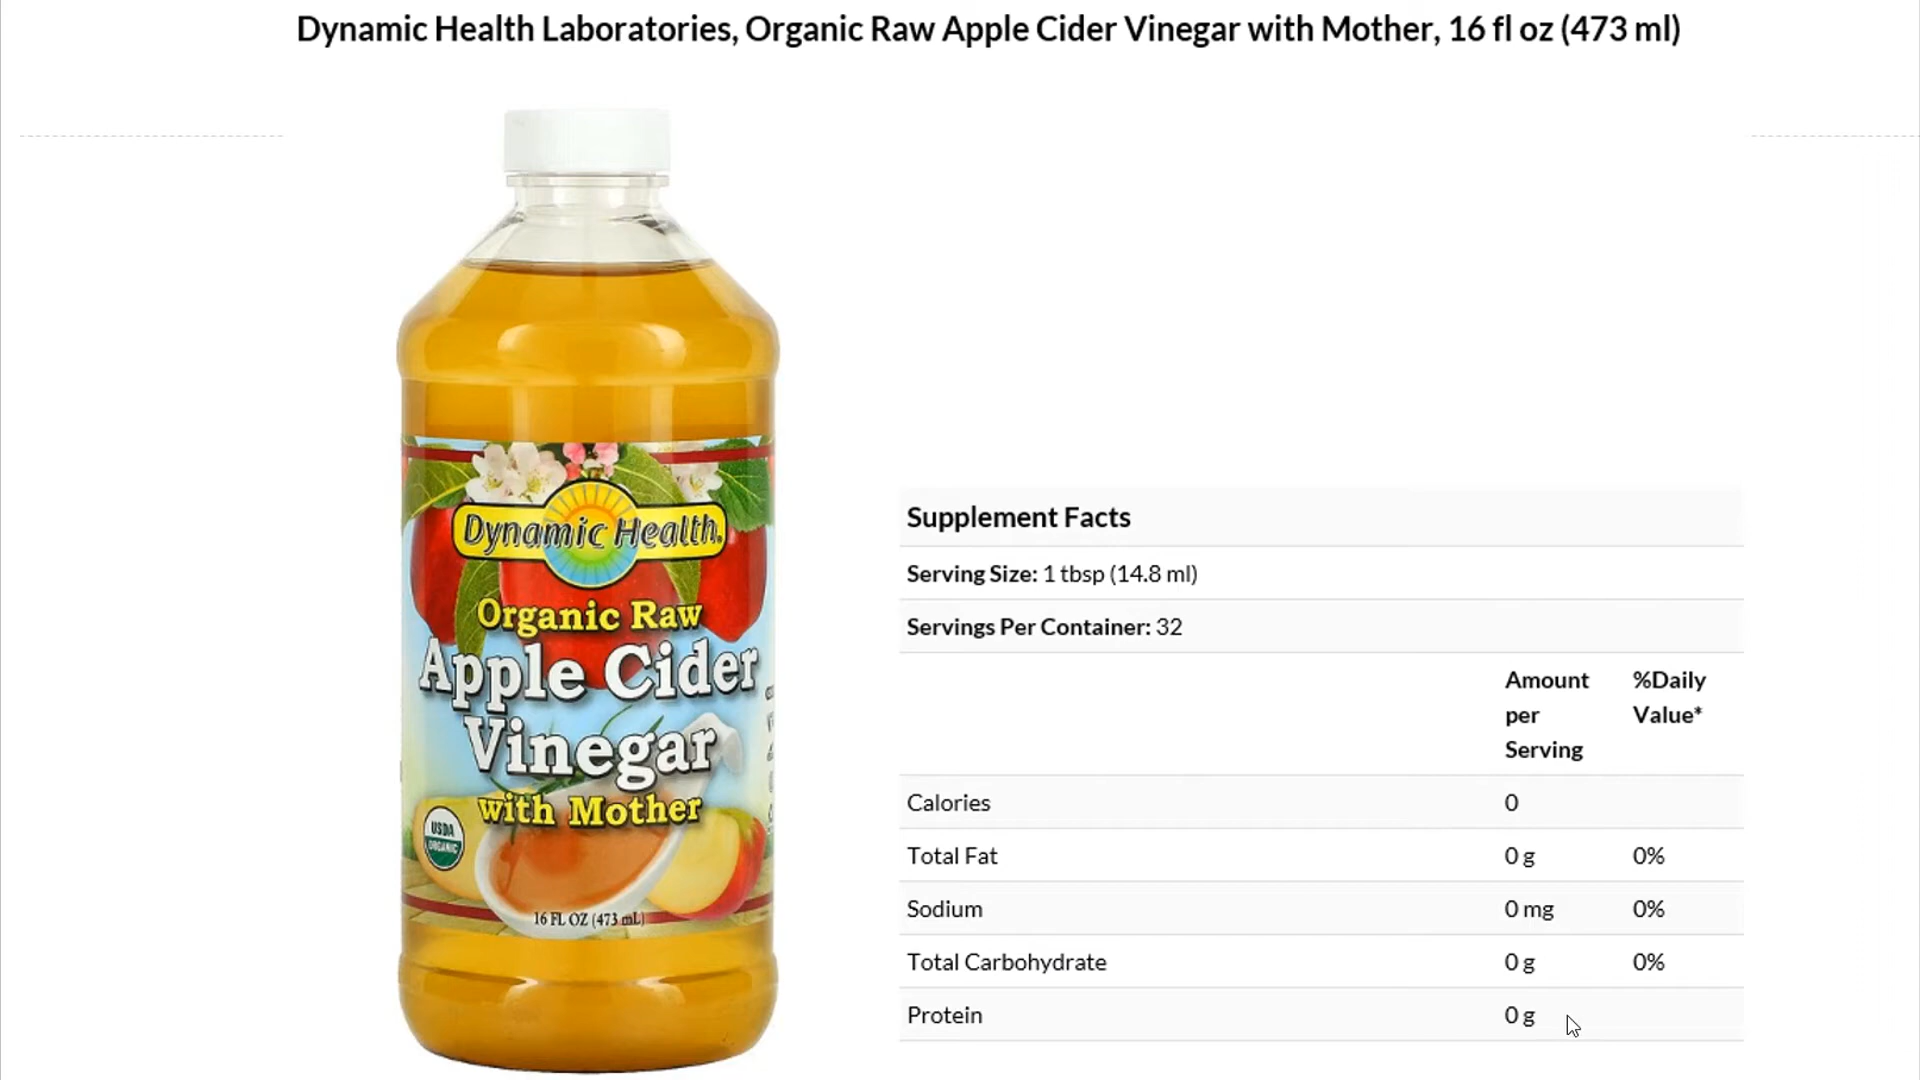 Dynamic Health Laboratories, Organic Raw Apple Cider Vinegar with Mother, 16 fl oz (473 ml)
Dynamic Health
Organic Raw
Apple Cider
Vinegar
with Mother
USDA
ORGANIC
16 FL OZ (473 mL)
Supplement Facts
Serving Size: 1 tbsp (14.8 ml)
Servings Per Container: 32
Amount per Serving
%Daily Value*
Calories 0
Total Fat 0 g 0%
Sodium 0 mg 0%
Total Carbohydrate 0 g 0%
Protein 0 g